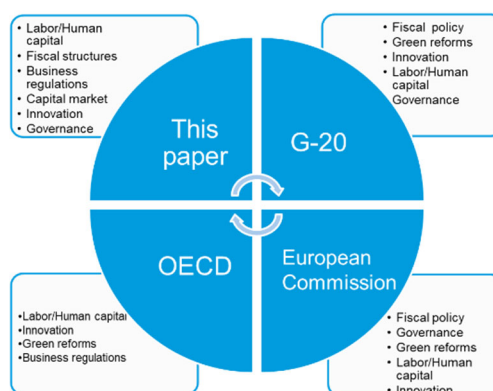 • Labor/Human
capital
• Fiscal structures
• Business
regulations
• Capital market
• Innovation
• Governance
• Fiscal policy
• Green reforms
• Innovation
• Labor/Human
capital
Governance
This
paper
G-20
OECD
European
Commission
•Labor/Human capital
•Innovation
•Green reforms
•Business regulations
• Fiscal policy
• Governance
• Green reforms
• Labor/Human
capital
• Innovation